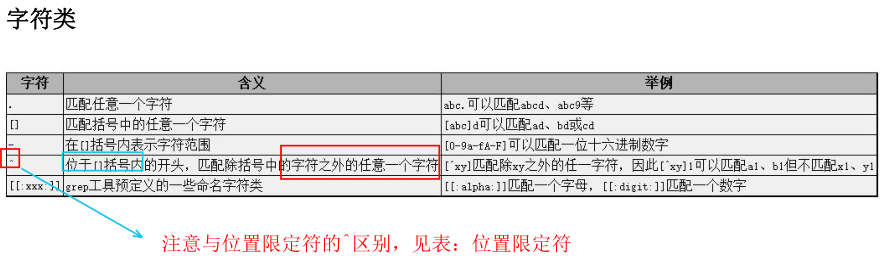 字符类
字符 含义 举例
. 匹配任意一个字符 abc.可以匹配abcd、abc9等
[] 匹配括号中的任意一个字符 [abc]d可以匹配ad、bd或cd
- 在[]括号内表示字符范围 [0-9a-fA-F]可以匹配一位十六进制数字
^ 位于[]括号内的开头，匹配除括号中的字符之外的任意一个字符 [^xy]匹配除xy之外的任一字符，因此[^xy]1可以匹配a1、b1但不匹配x1、y1
[[:xxx:]] grep工具预定义的一些命名字符类 [[:alpha:]]匹配一个字母，[[:digit:]]匹配一个数字
注意与位置限定符的^区别，见表：位置限定符